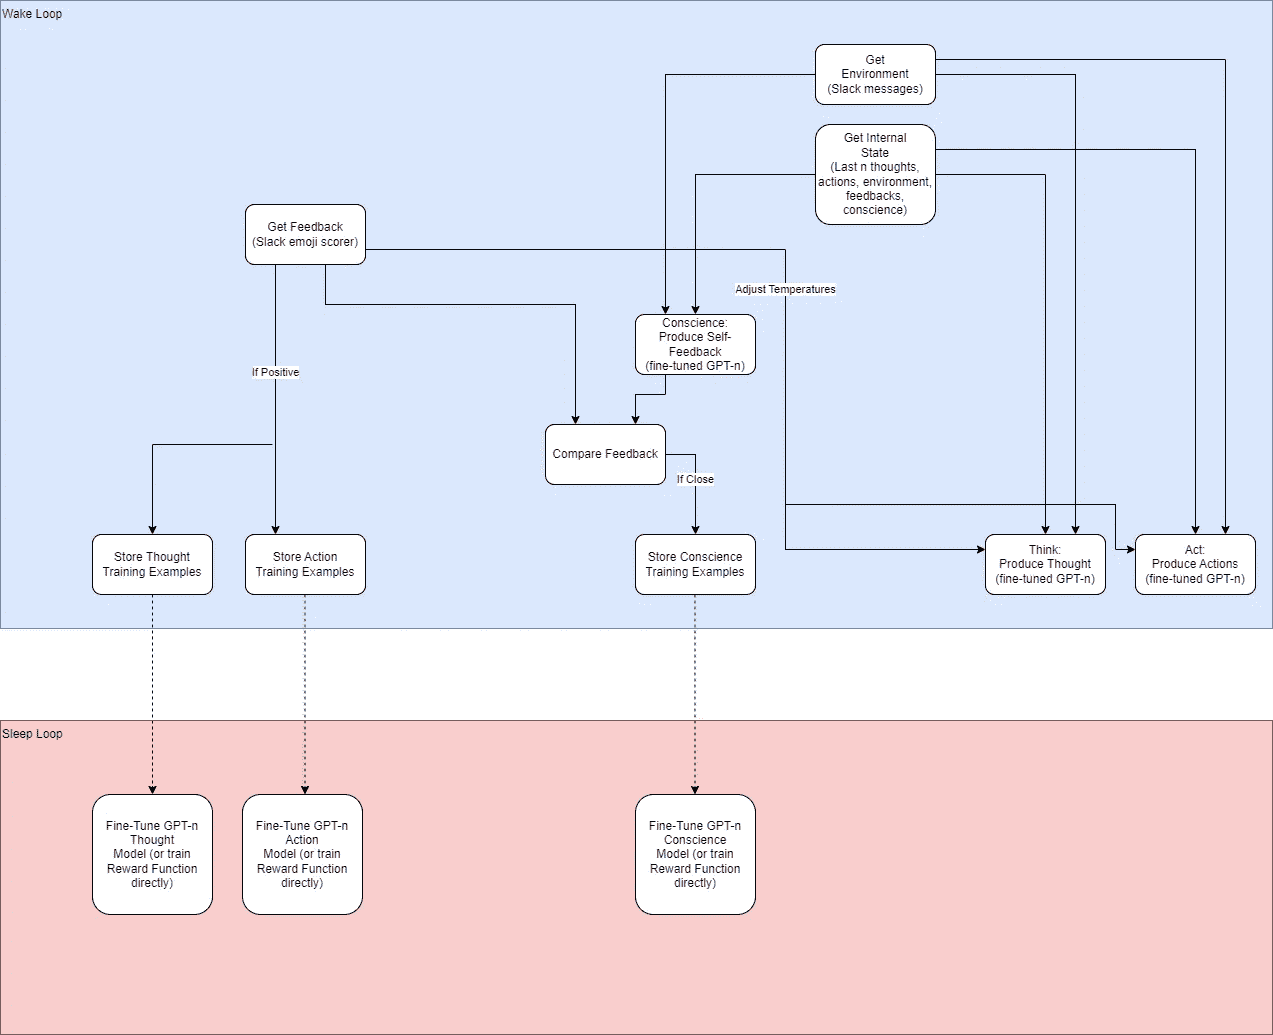 Wake Loop
Get
Environment
(Slack messages)
Get Internal
State
(Last n thoughts,
actions, environment,
feedbacks,
conscience)
Get Feedback
(Slack emoji scorer)
Adjust Temperatures
Conscience:
Produce Self-
Feedback
(fine-tuned GPT-n)
If Positive
Compare Feedback
If Close
Store Thought
Training Examples
Store Action
Training Examples
Store Conscience
Training Examples
Think:
Produce Thought
(fine-tuned GPT-n)
Act:
Produce Actions
(fine-tuned GPT-n)
Sleep Loop
Fine-Tune GPT-n
Thought
Model (or train
Reward Function
directly)
Fine-Tune GPT-n
Action
Model (or train
Reward Function
directly)
Fine-Tune GPT-n
Conscience
Model (or train
Reward Function
directly)